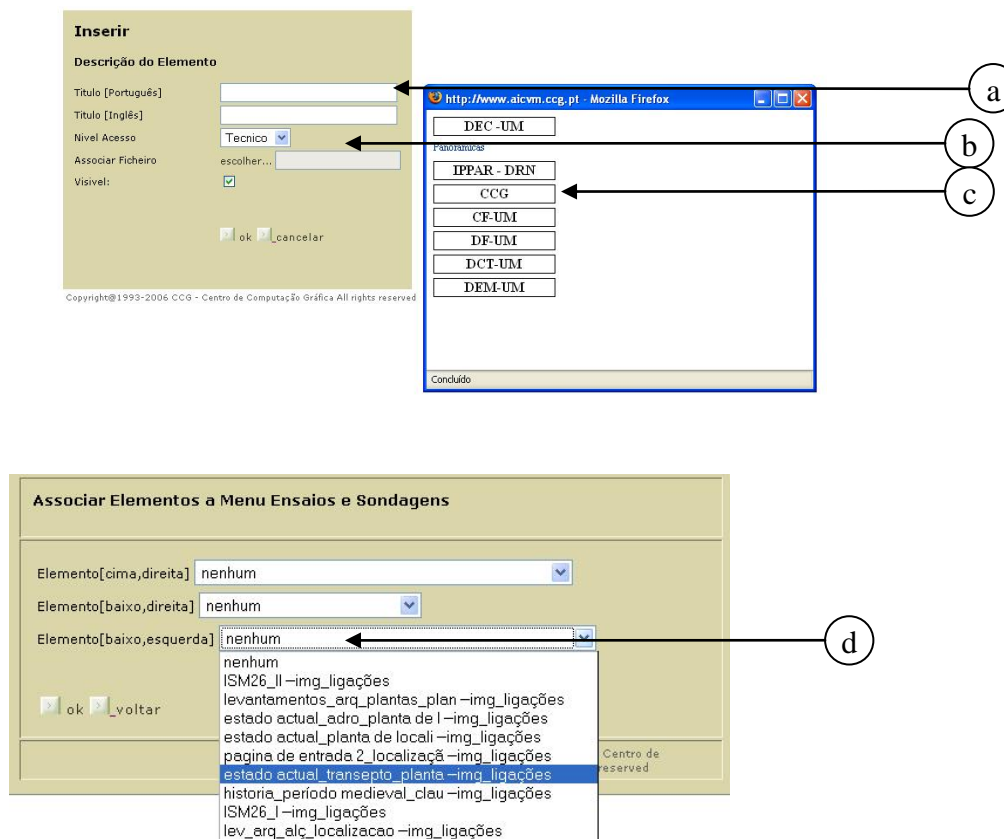 Inserir
Descrição do Elemento
Titulo [Português]
Titulo [Inglês]
Nivel Acesso Tecnico
Associar Ficheiro escolher...
Visivel:
ok _cancelar
Copyright@1993-2006 CCG - Centro de Computação Gráfica All rights reserved
http://www.aicvm.ccg.pt - Mozilla Firefox
DEC -UM
Panorâmicas
IPPAR - DRN
CCG
CF-UM
DF-UM
DCT-UM
DEM-UM
Concluído
a
b
c
Associar Elementos a Menu Ensaios e Sondagens
Elemento[cima,direita] nenhum
Elemento[baixo,direita] nenhum
Elemento[baixo,esquerda] nenhum
nenhum
ISM26_II –img_ligações
levantamentos_arq_plantas_plan –img_ligações
estado actual_adro_planta de l –img_ligações
estado actual_planta de locali –img_ligações
pagina de entrada 2_localizaçã –img_ligações
estado actual_transepto_planta –img_ligações
historia_período medieval_clau –img_ligações
ISM26_I –img_ligações
lev_arq_alç_localizacao –img_ligações
ok _voltar
Centro de
reserved
d